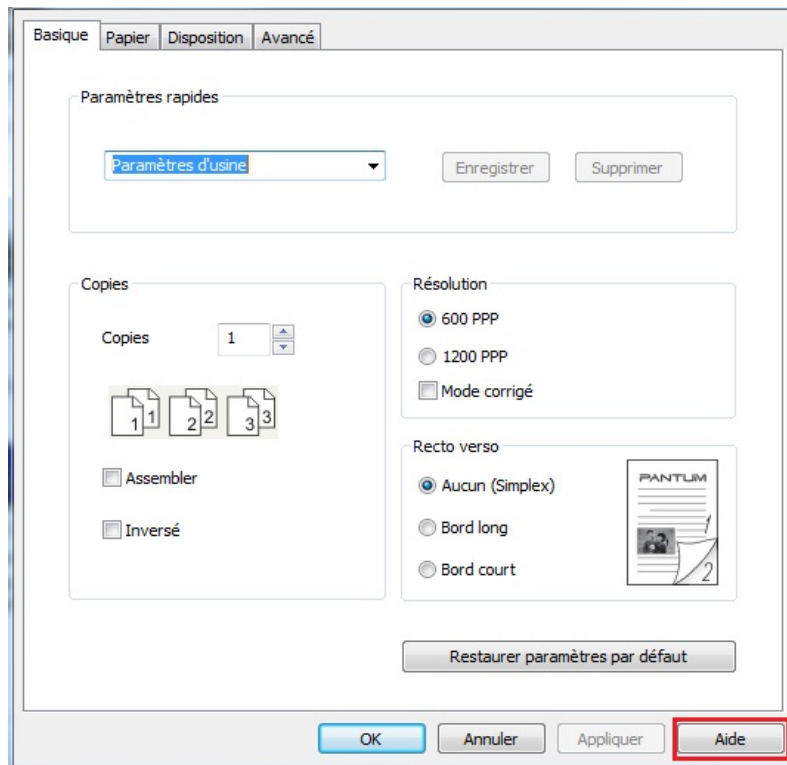 Basique Papier Disposition Avancé
Paramètres rapides
Paramètres d'usine Enregistrer Supprimer
Copies
Copies 1
1 1 2 2 3 3
Assembler
Inversé
Résolution
600 PPP
1200 PPP
Mode corrigé
Recto verso
Aucun (Simplex)
Bord long
Bord court
PANTUM
1
2
Restaurer paramètres par défaut
OK Annuler Appliquer Aide